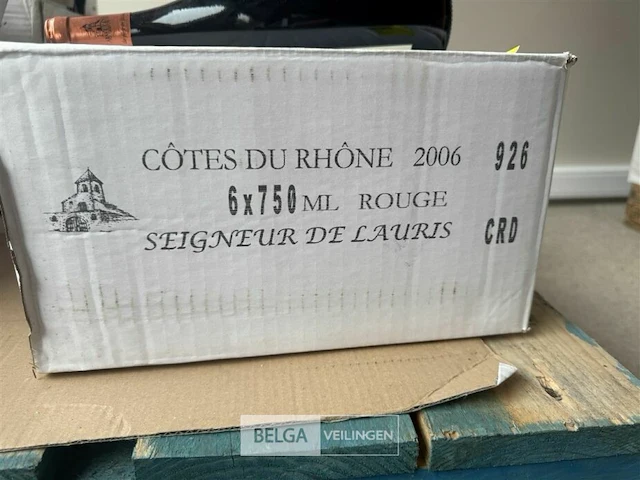 CÔTES DU RHÔNE 2006 926
6x750 ML ROUGE
SEIGNEUR DE LAURIS CRD
BELGA VEILINGEN